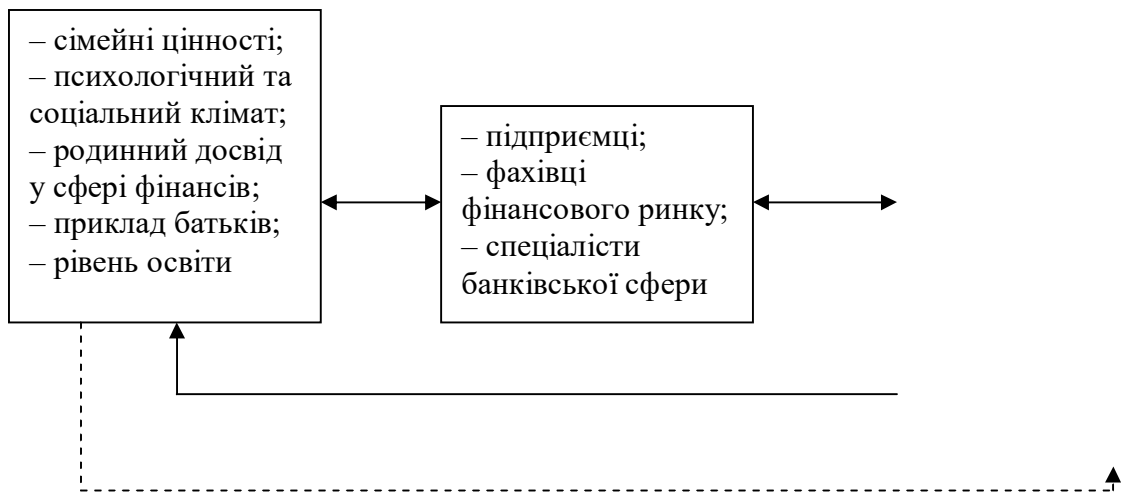 – сімейні цінності;
– психологічний та
соціальний клімат;
– родинний досвід
у сфері фінансів;
– приклад батьків;
– рівень освіти
– підприємці;
– фахівці
фінансового ринку;
– спеціалісти
банківської сфери